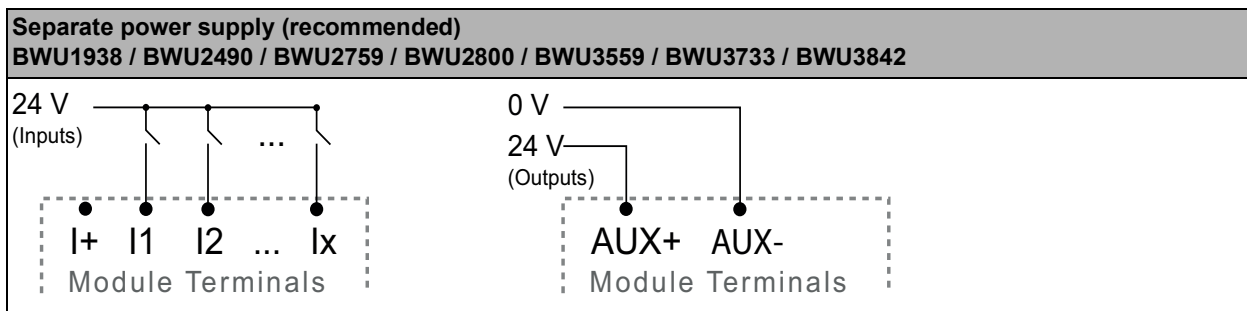 Separate power supply (recommended)
BWU1938 / BWU2490 / BWU2759 / BWU2800 / BWU3559 / BWU3733 / BWU3842
24 V
(Inputs)
...
I+ I1 I2 ... Ix
Module Terminals
0 V
24 V
(Outputs)
AUX+ AUX-
Module Terminals